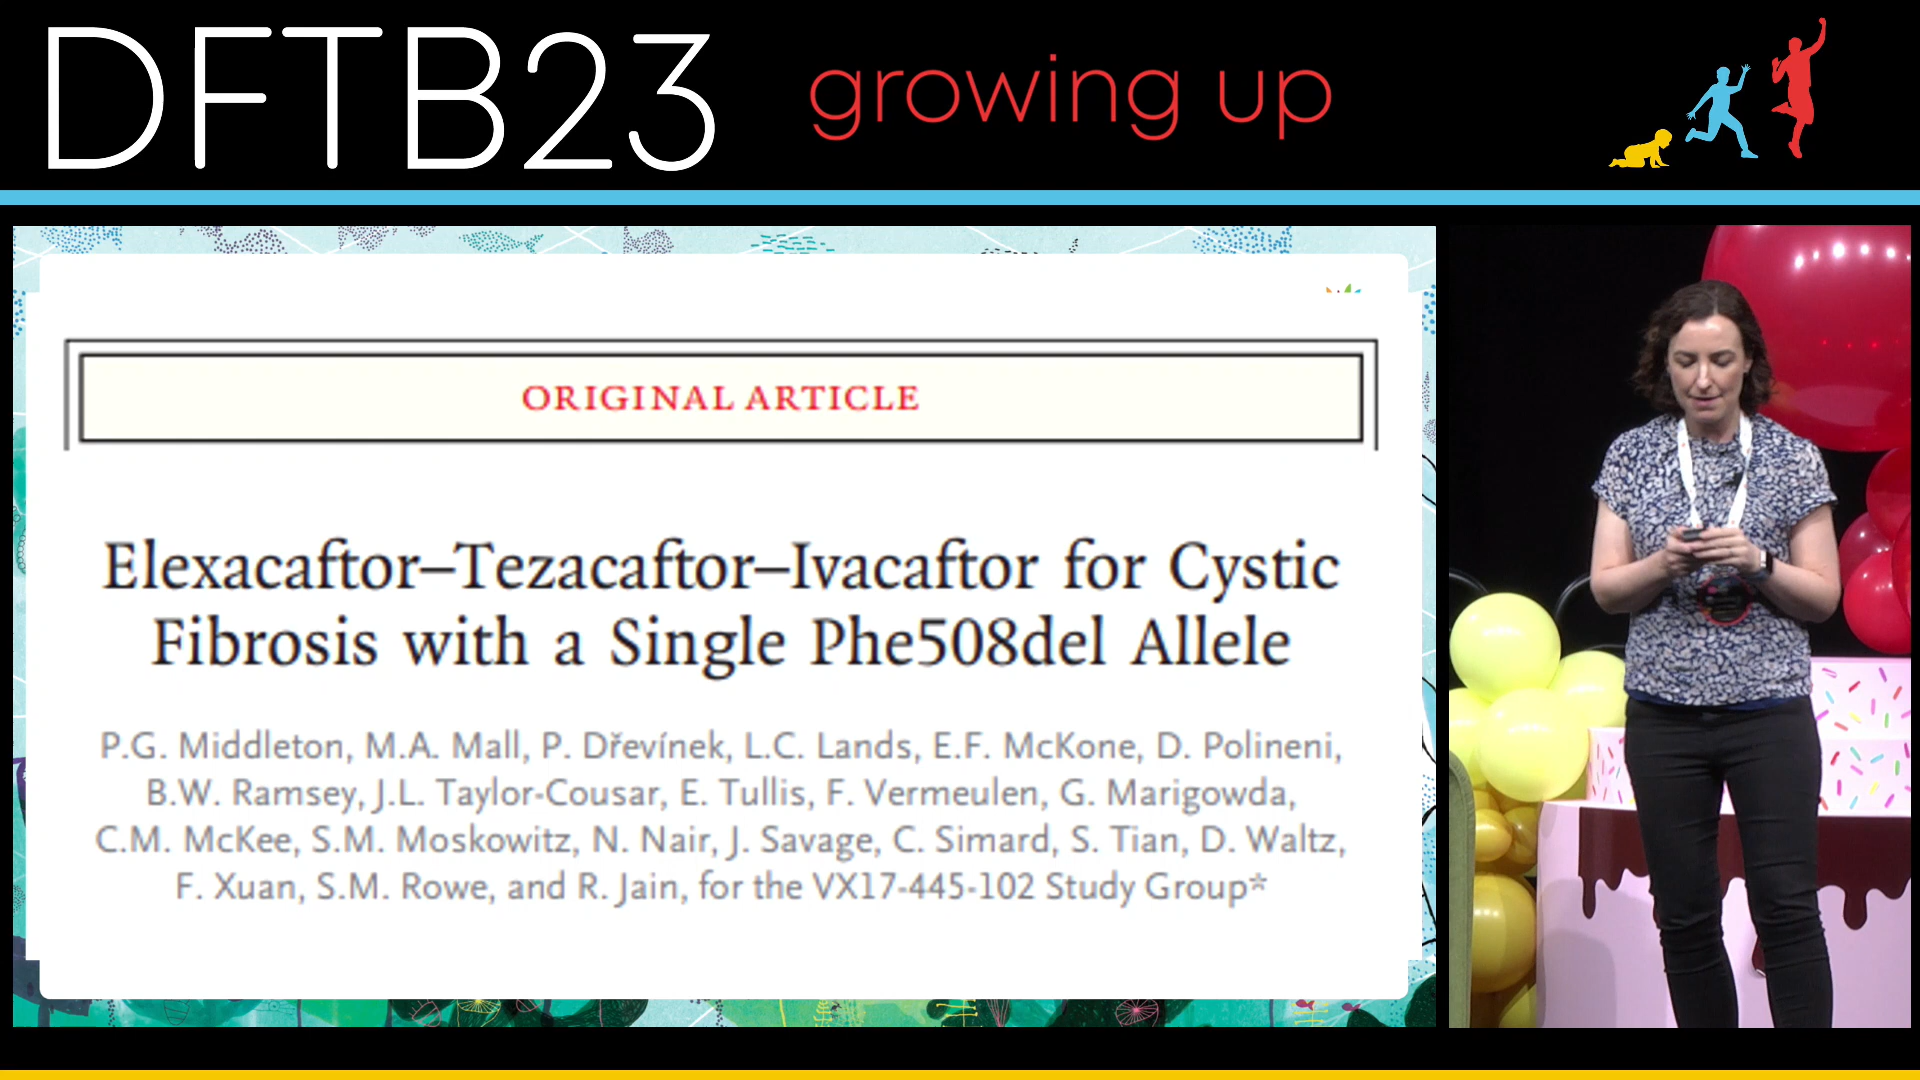 DFTB23
growing up
ORIGINAL ARTICLE
Elexacaftor–Tezacaftor–Ivacaftor for Cystic
Fibrosis with a Single Phe508del Allele
P.G. Middleton, M.A. Mall, P. Dřevínek, L.C. Lands, E.F. McKone, D. Polineni,
B.W. Ramsey, J.L. Taylor-Cousar, E. Tullis, F. Vermeulen, G. Marigowda,
C.M. McKee, S.M. Moskowitz, N. Nair, J. Savage, C. Simard, S. Tian, D. Waltz,
F. Xuan, S.M. Rowe, and R. Jain, for the VX17-445-102 Study Group*